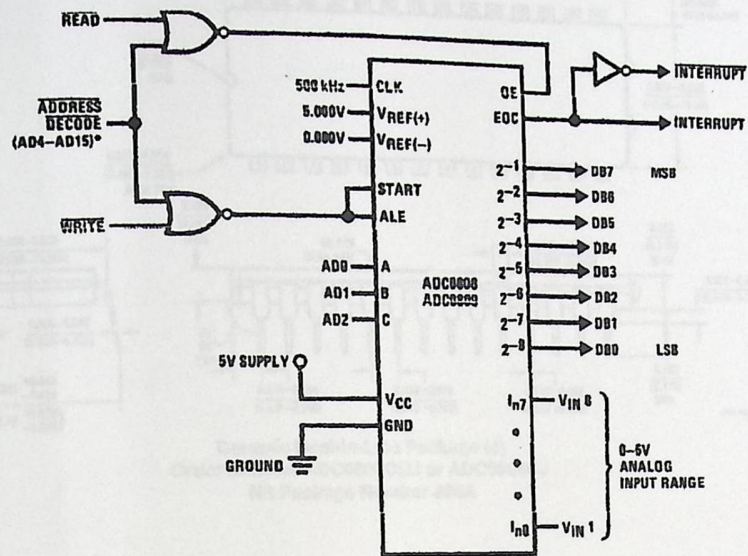 READ
ADDRESS
DECODE
(AD4–AD15)*
WRITE
500 kHz
CLK
5.000V
VREF(+)
0.000V
VREF(–)
START
ALE
AD0
A
AD1
B
AD2
C
5V SUPPLY
VCC
GND
GROUND
ADC0808
ADC0809
OE
EOC
INTERRUPT
INTERRUPT
2–1
DB7
MSB
2–2
DB6
2–3
DB5
2–4
DB4
2–5
DB3
2–6
DB2
2–7
DB1
2–8
DB0
LSB
In7
VIN 8
0–5V
ANALOG
INPUT RANGE
In0
VIN 1